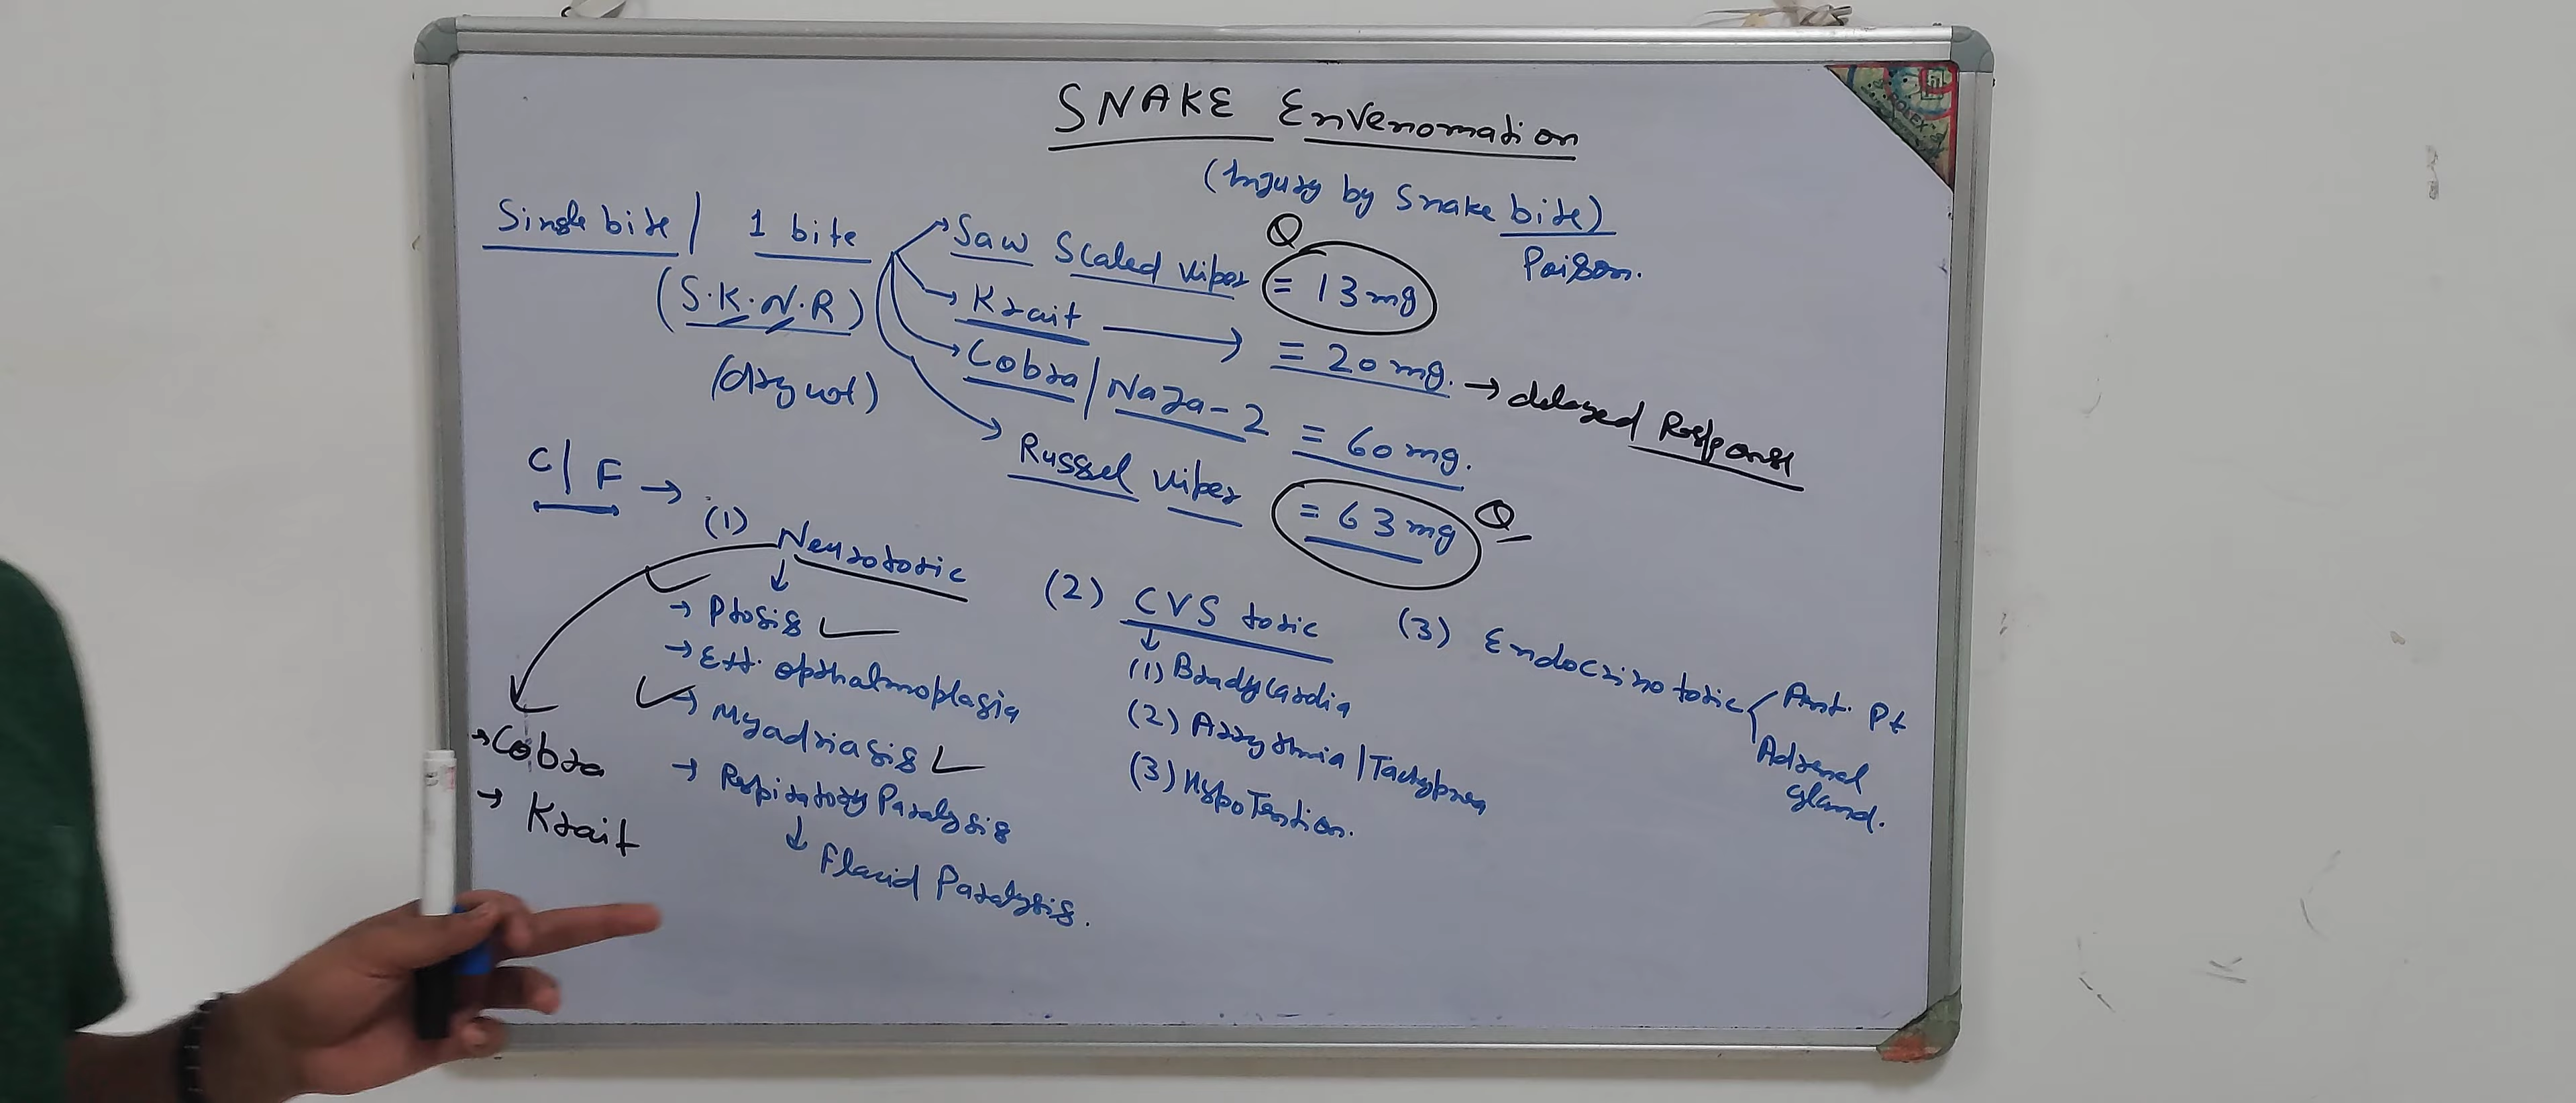 SNAKE Envenomation
(Injury by Snake bite)
Poison.
Single bite / 1 bite
(S.K.N.R)
(dry wt)
→ Saw Scaled Viper = 13 mg Q
→ Krait → = 20 mg. → delayed Response
→ Cobra / Naja-2 = 60 mg.
→ Russel Viper = 63 mg Q
C/F →
(1) Neurotoxic
→ Ptosis
→ Ext. opthalmoplagia
→ Myadriasis
→ Respiratory Paralysis
↓ Flacid Paralysis.
→ Cobra
→ Krait
(2) CVS toxic
(1) Bradycardia
(2) Arrythmia / Tachypnea
(3) HypoTention.
(3) Endocrinotoxic
Ant. Pt
Adrenal gland.
ROLEX